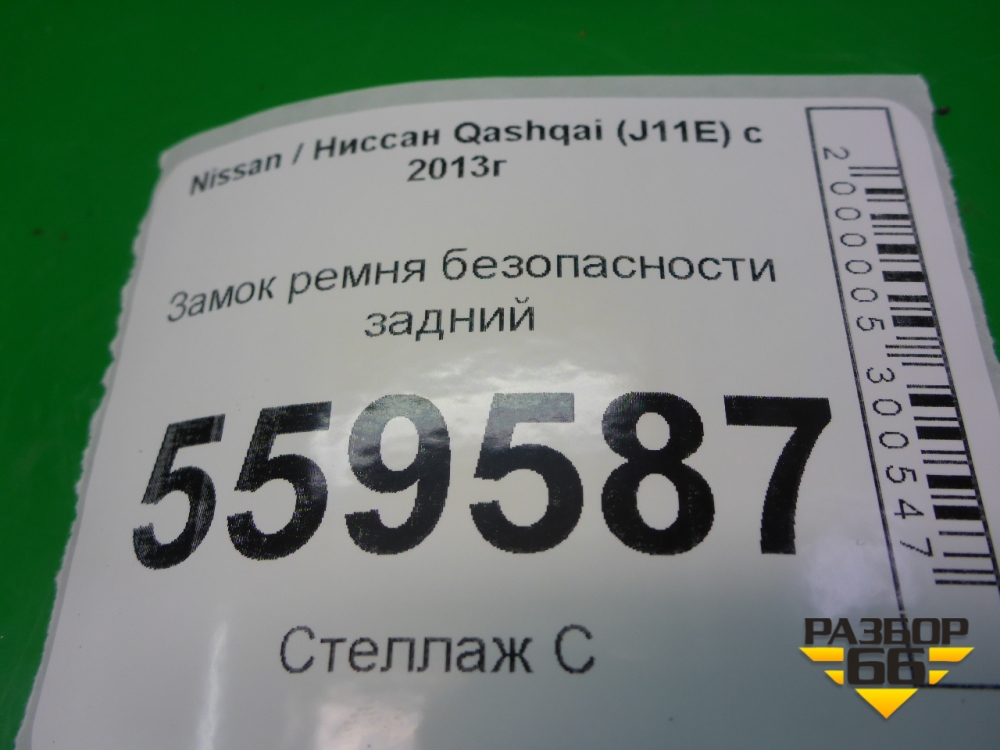 Nissan / Ниссан Qashqai (J11E) с
2013г
Замок ремня безопасности
задний
559587
Стеллаж С
2000005300547
РАЗБОР
66